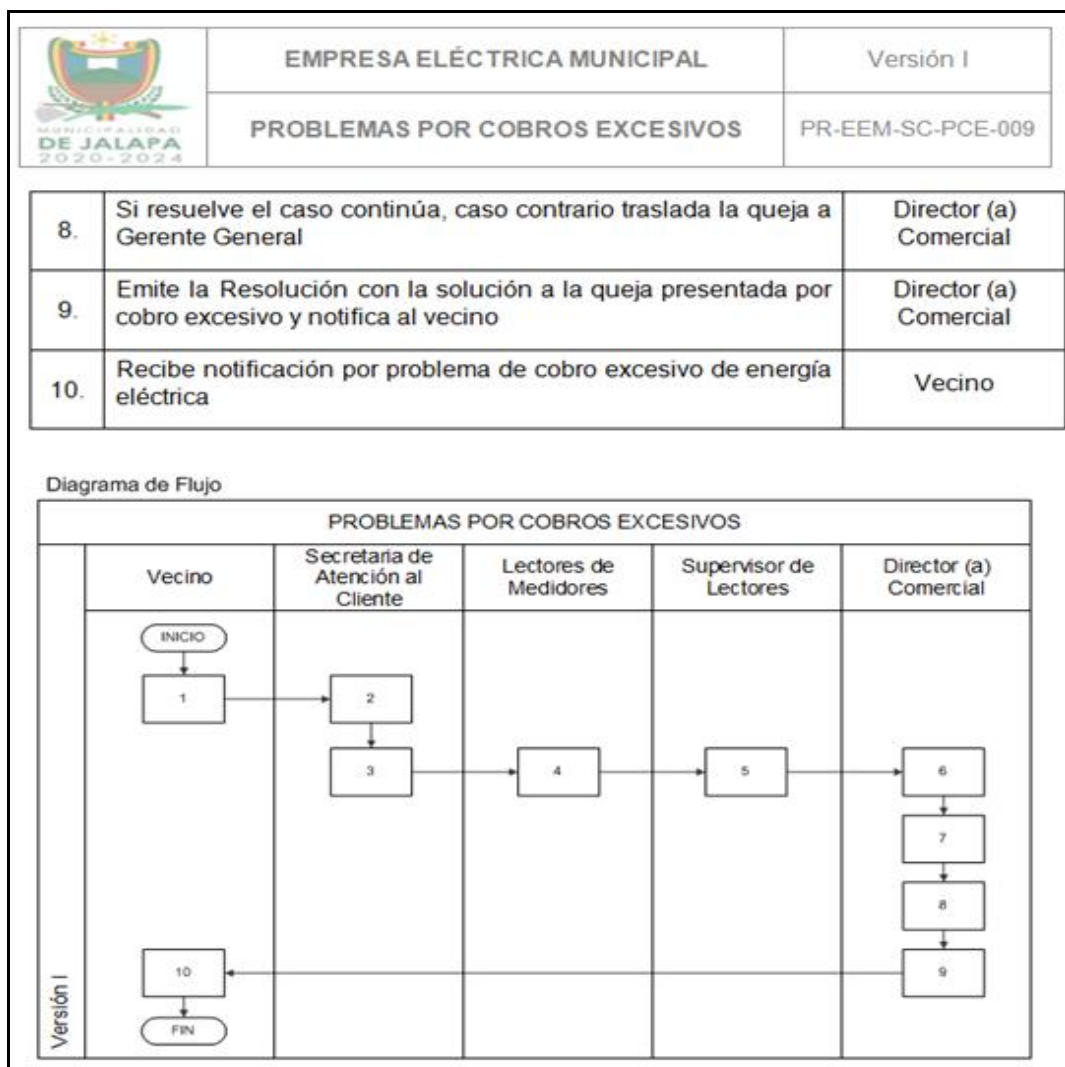 MUNICIPALIDAD
DE JALAPA
2020-2024
EMPRESA ELÉCTRICA MUNICIPAL
Versión I
PROBLEMAS POR COBROS EXCESIVOS
PR-EEM-SC-PCE-009
8.
Si resuelve el caso continúa, caso contrario traslada la queja a
Gerente General
Director (a)
Comercial
9.
Emite la Resolución con la solución a la queja presentada por
cobro excesivo y notifica al vecino
Director (a)
Comercial
10.
Recibe notificación por problema de cobro excesivo de energía
eléctrica
Vecino
Diagrama de Flujo
PROBLEMAS POR COBROS EXCESIVOS
Vecino
Secretaria de
Atención al
Cliente
Lectores de
Medidores
Supervisor de
Lectores
Director (a)
Comercial
INICIO
1
2
3
4
5
6
7
8
9
10
FIN
Versión I